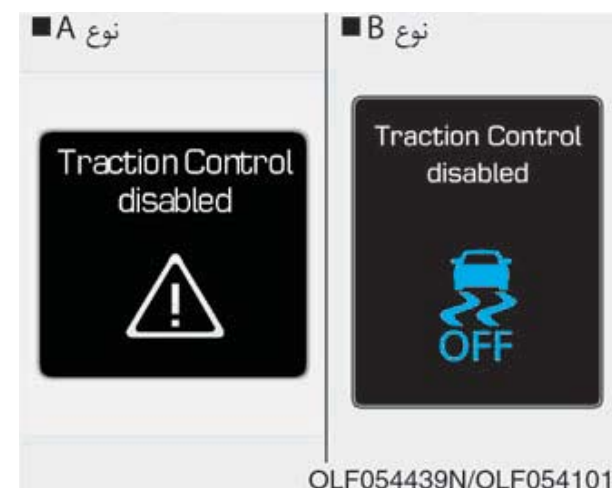 ■ نوع A
■ نوع B
Traction Control
disabled
Traction Control
disabled
OFF
OLF054439N/OLF054101